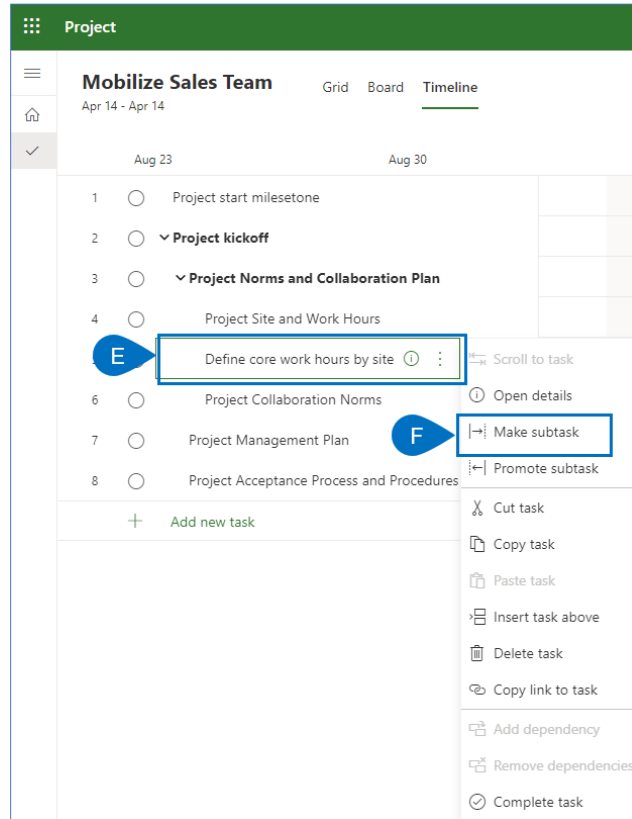 Project
Mobilize Sales Team
Apr 14 - Apr 14
Grid Board Timeline
Aug 23 Aug 30
1 Project start milesetone
2 Project kickoff
3 Project Norms and Collaboration Plan
4 Project Site and Work Hours
E
Define core work hours by site
6 Project Collaboration Norms
7 Project Management Plan
8 Project Acceptance Process and Procedures
Add new task
Scroll to task
Open details
F
Make subtask
Promote subtask
Cut task
Copy task
Paste task
Insert task above
Delete task
Copy link to task
Add dependency
Remove dependencies
Complete task